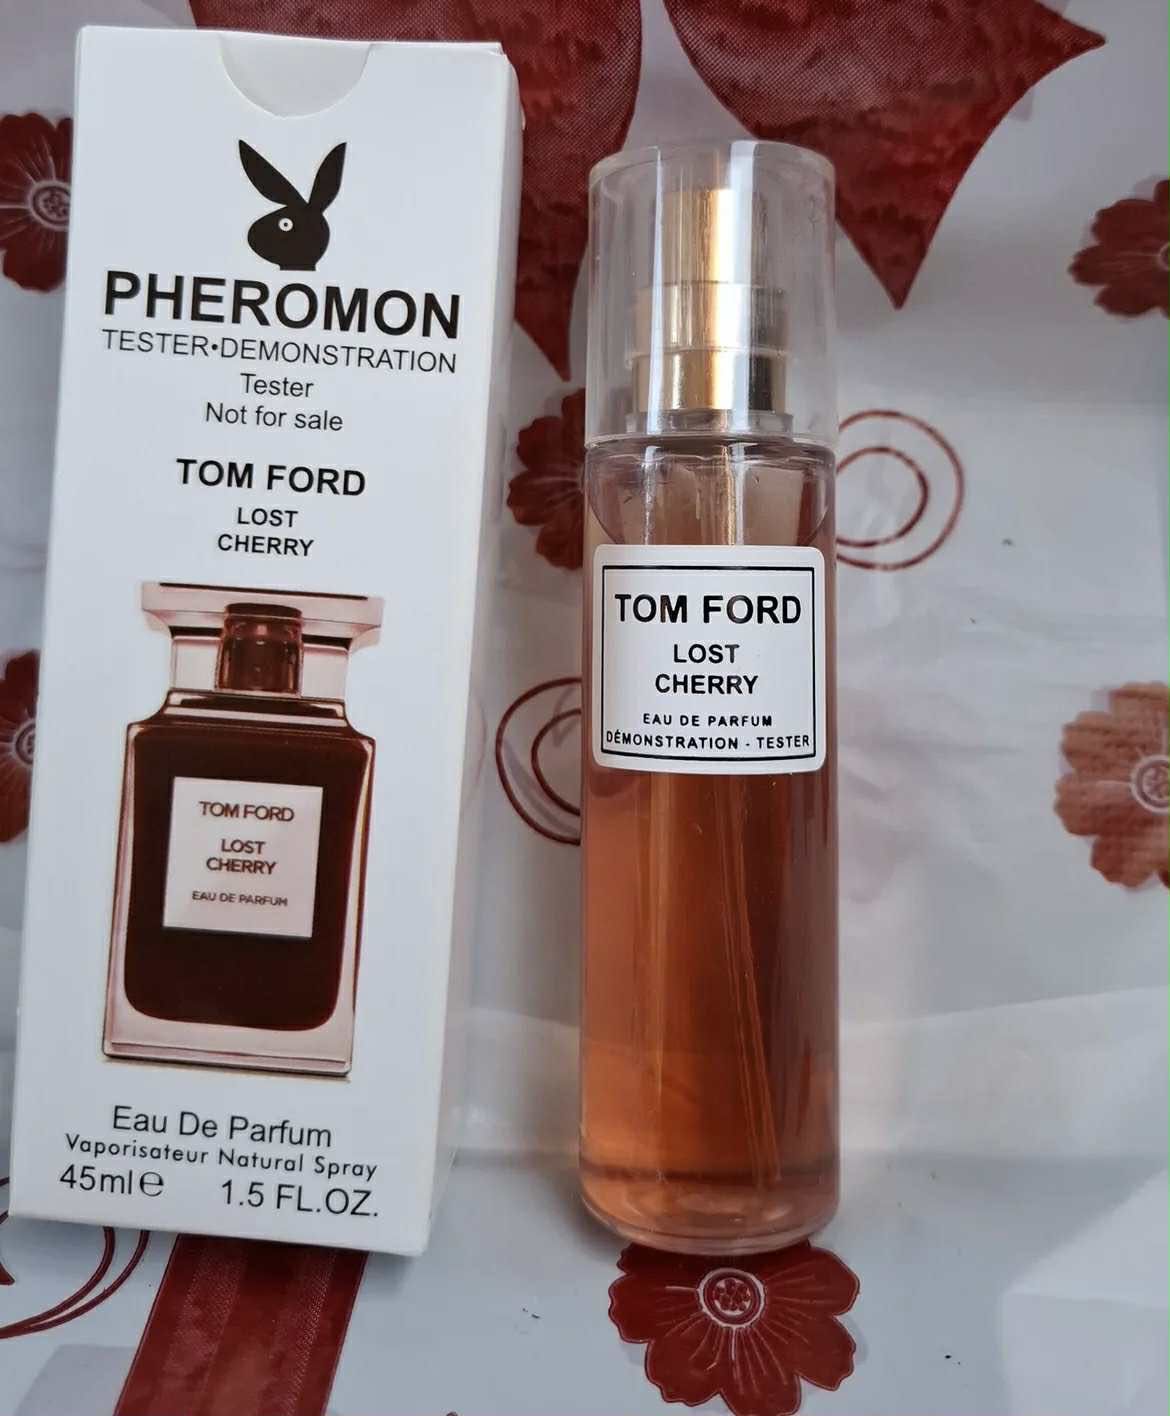 PHEROMON
TESTER•DEMONSTRATION
Tester
Not for sale
TOM FORD
LOST
CHERRY
TOM FORD
LOST
CHERRY
EAU DE PARFUM
Eau De Parfum
Vaporisateur Natural Spray
45ml℮ 1.5 FL.OZ.
TOM FORD
LOST
CHERRY
EAU DE PARFUM
DÉMONSTRATION - TESTER